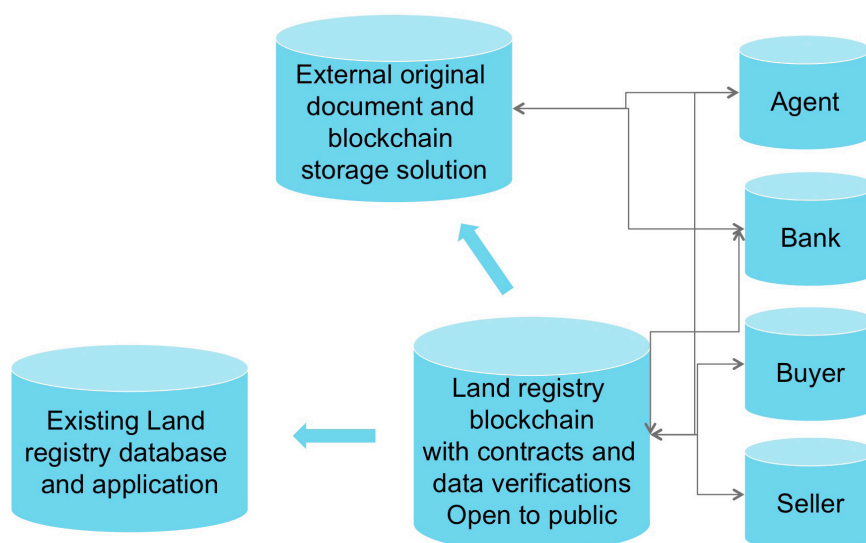 External original
document and
blockchain
storage solution
Agent
Bank
Buyer
Seller
Existing Land
registry database
and application
Land registry
blockchain
with contracts and
data verifications
Open to public